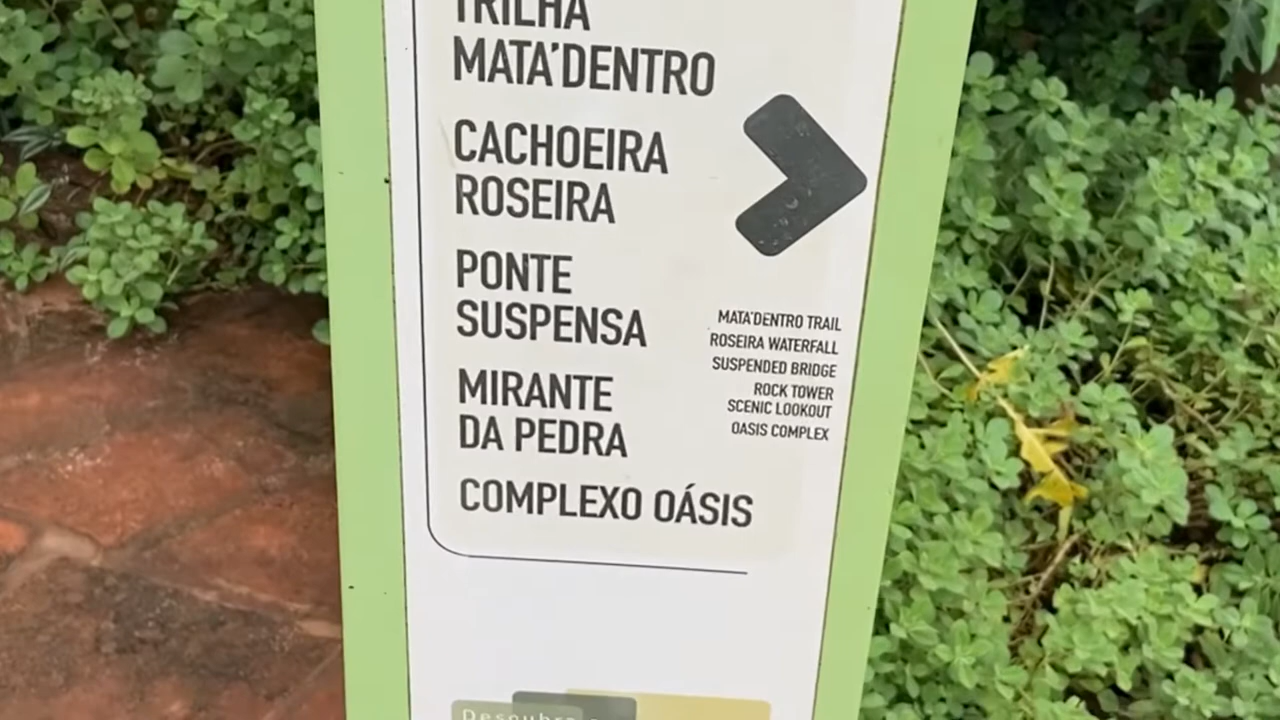 TRILHA
MATA'DENTRO
CACHOEIRA
ROSEIRA
PONTE
SUSPENSA
MIRANTE
DA PEDRA
COMPLEXO OÁSIS
MATA'DENTRO TRAIL
ROSEIRA WATERFALL
SUSPENDED BRIDGE
ROCK TOWER
SCENIC LOOKOUT
OASIS COMPLEX